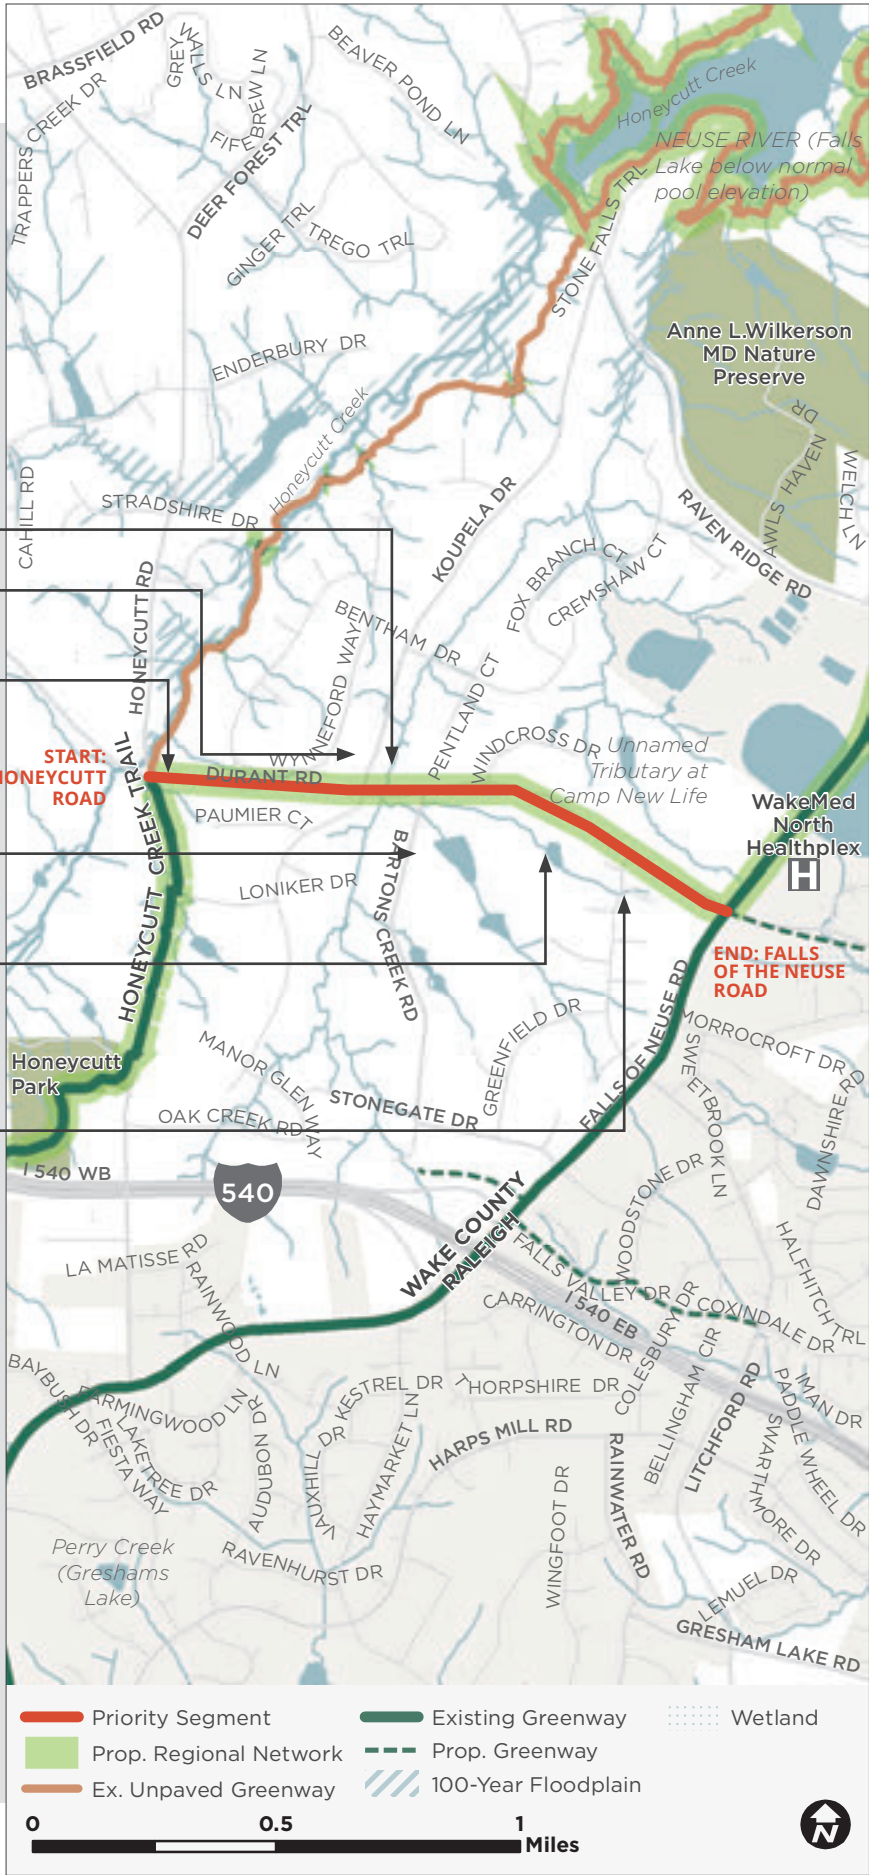 BRASSFIELD RD
GREY
WALLS LN
FIFEBREW LN
BEAVER POND LN
TRAPPERS CREEK DR
DEER FOREST TRL
GINGER TRL
TREGO TRL
Honeycutt Creek
NEUSE RIVER (Falls
Lake below normal
pool elevation)
STONE FALLS TRL
Anne L.Wilkerson
MD Nature
Preserve
ENDERBURY DR
Honeycutt Creek
CAHILL RD
STRADSHIRE DR
KOUPELA DR
RAVEN RIDGE RD
AWLS HAVEN
DR
WELCH LN
HONEYCUTT RD
FOX BRANCH CT
CREMSHAW CT
BENTHAM DR
WYNNEFORD WAY
PENTLAND CT
WINDCROSS DR
Unnamed
Tributary at
Camp New Life
START:
HONEYCUTT
ROAD
DURANT RD
PAUMIER CT
WakeMed
North
Healthplex
H
HONEYCUTT CREEK TRAIL
LONIKER DR
BARTONS CREEK RD
END: FALLS
OF THE NEUSE
ROAD
FALLS OF NEUSE RD
MORROCROFT DR
SWEETBROOK LN
DAWNSHIRE RD
GREENFIELD DR
MANOR GLEN WAY
Honeycutt
Park
OAK CREEK RD
STONEGATE DR
I 540 WB
540
WAKE COUNTY
RALEIGH
WOODSTONE DR
HALFHITCH TRL
LA MATISSE RD
RAINWOOD LN
FALLS VALLEY DR
I 540 EB
COXINDALE DR
CARRINGTON DR
COLESBURY DR
BELLINGHAM CIR
LITCHFORD RD
BAYBUSH DR
FARMINGWOOD LN
LAKETREE DR
FIESTA WAY
AUDUBON DR
KESTREL DR
VAUXHILL DR
HAYMARKET LN
THORPSHIRE DR
HARPS MILL RD
IMAN DR
PADDLE WHEEL DR
SWARTHMORE DR
WINGFOOT DR
RAINWATER RD
Perry Creek
(Greshams
Lake)
RAVENHURST DR
LEMUEL DR
GRESHAM LAKE RD
Priority Segment
Existing Greenway
Wetland
Prop. Regional Network
Prop. Greenway
Ex. Unpaved Greenway
100-Year Floodplain
0 0.5 1
Miles
N